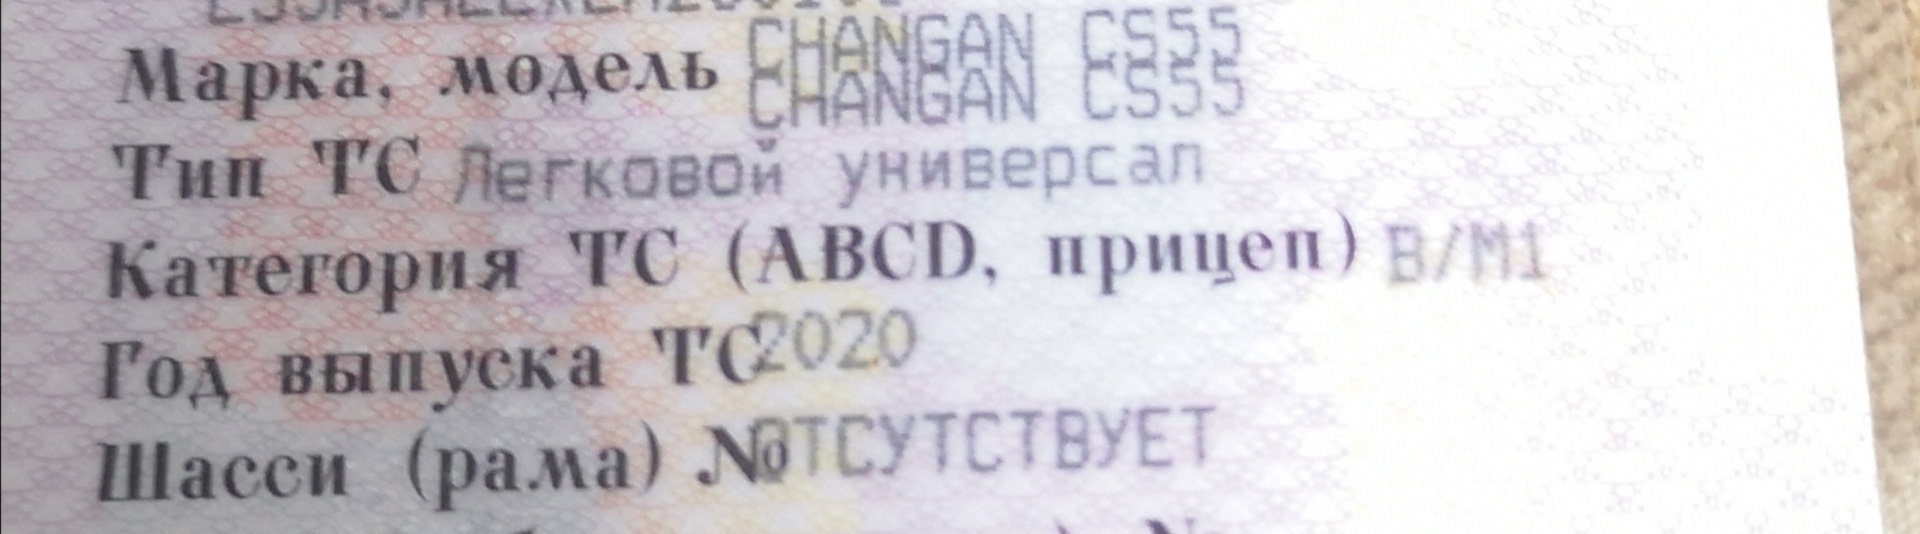 Марка, модель CHANGAN CS55
CHANGAN CS55
Тип ТС Легковой универсал
Категория ТС (ABCD, прицеп) B/M1
Год выпуска ТС 2020
Шасси (рама) № ОТСУТСТВУЕТ